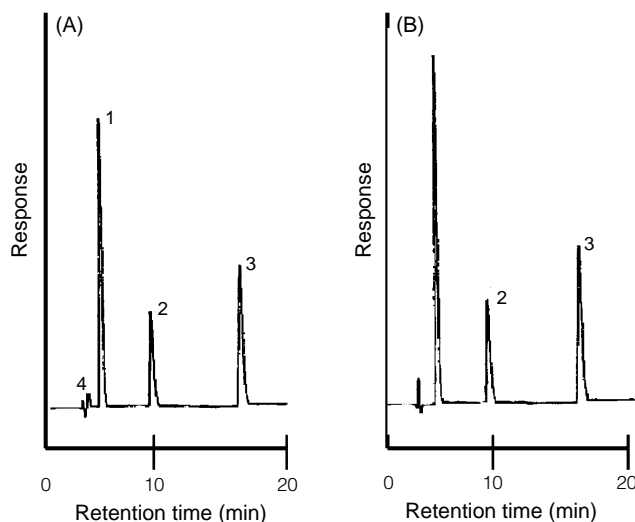 (A)
1
2
3
4
Response
0
10
20
Retention time (min)
(B)
2
3
Response
0
10
20
Retention time (min)